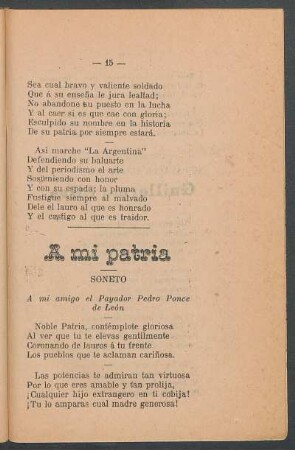 — 15 —
Sea cual bravo y valiente soldado
Que á su enseña le jura lealtad;
No abandone su puesto en la lucha
Y al caer si es que cae con gloria;
Esculpido su nombre en la historia
De su patria por siempre estará.
Asi marche "La Argentina"
Defendiendo su baluarte
Y del periodismo el arte
Sosteniendo con honor
Y con su espada; la pluma
Fustigue siempre al malvado
Dele el lauro al que es honrado
Y el castigo al que es traidor.
A mi patria
SONETO
A mi amigo el Payador Pedro Ponce
de León
Noble Patria, contémplote gloriosa
Al ver que tu te elevas gentilmente
Coronando de lauros á tu frente
Los pueblos que te aclaman cariñosa.
Las potencias te admiran tan virtuosa
Por lo que eres amable y tan prolija,
¡Cualquier hijo extrangero en ti cobija!
¡Tu lo amparas cual madre generosa!